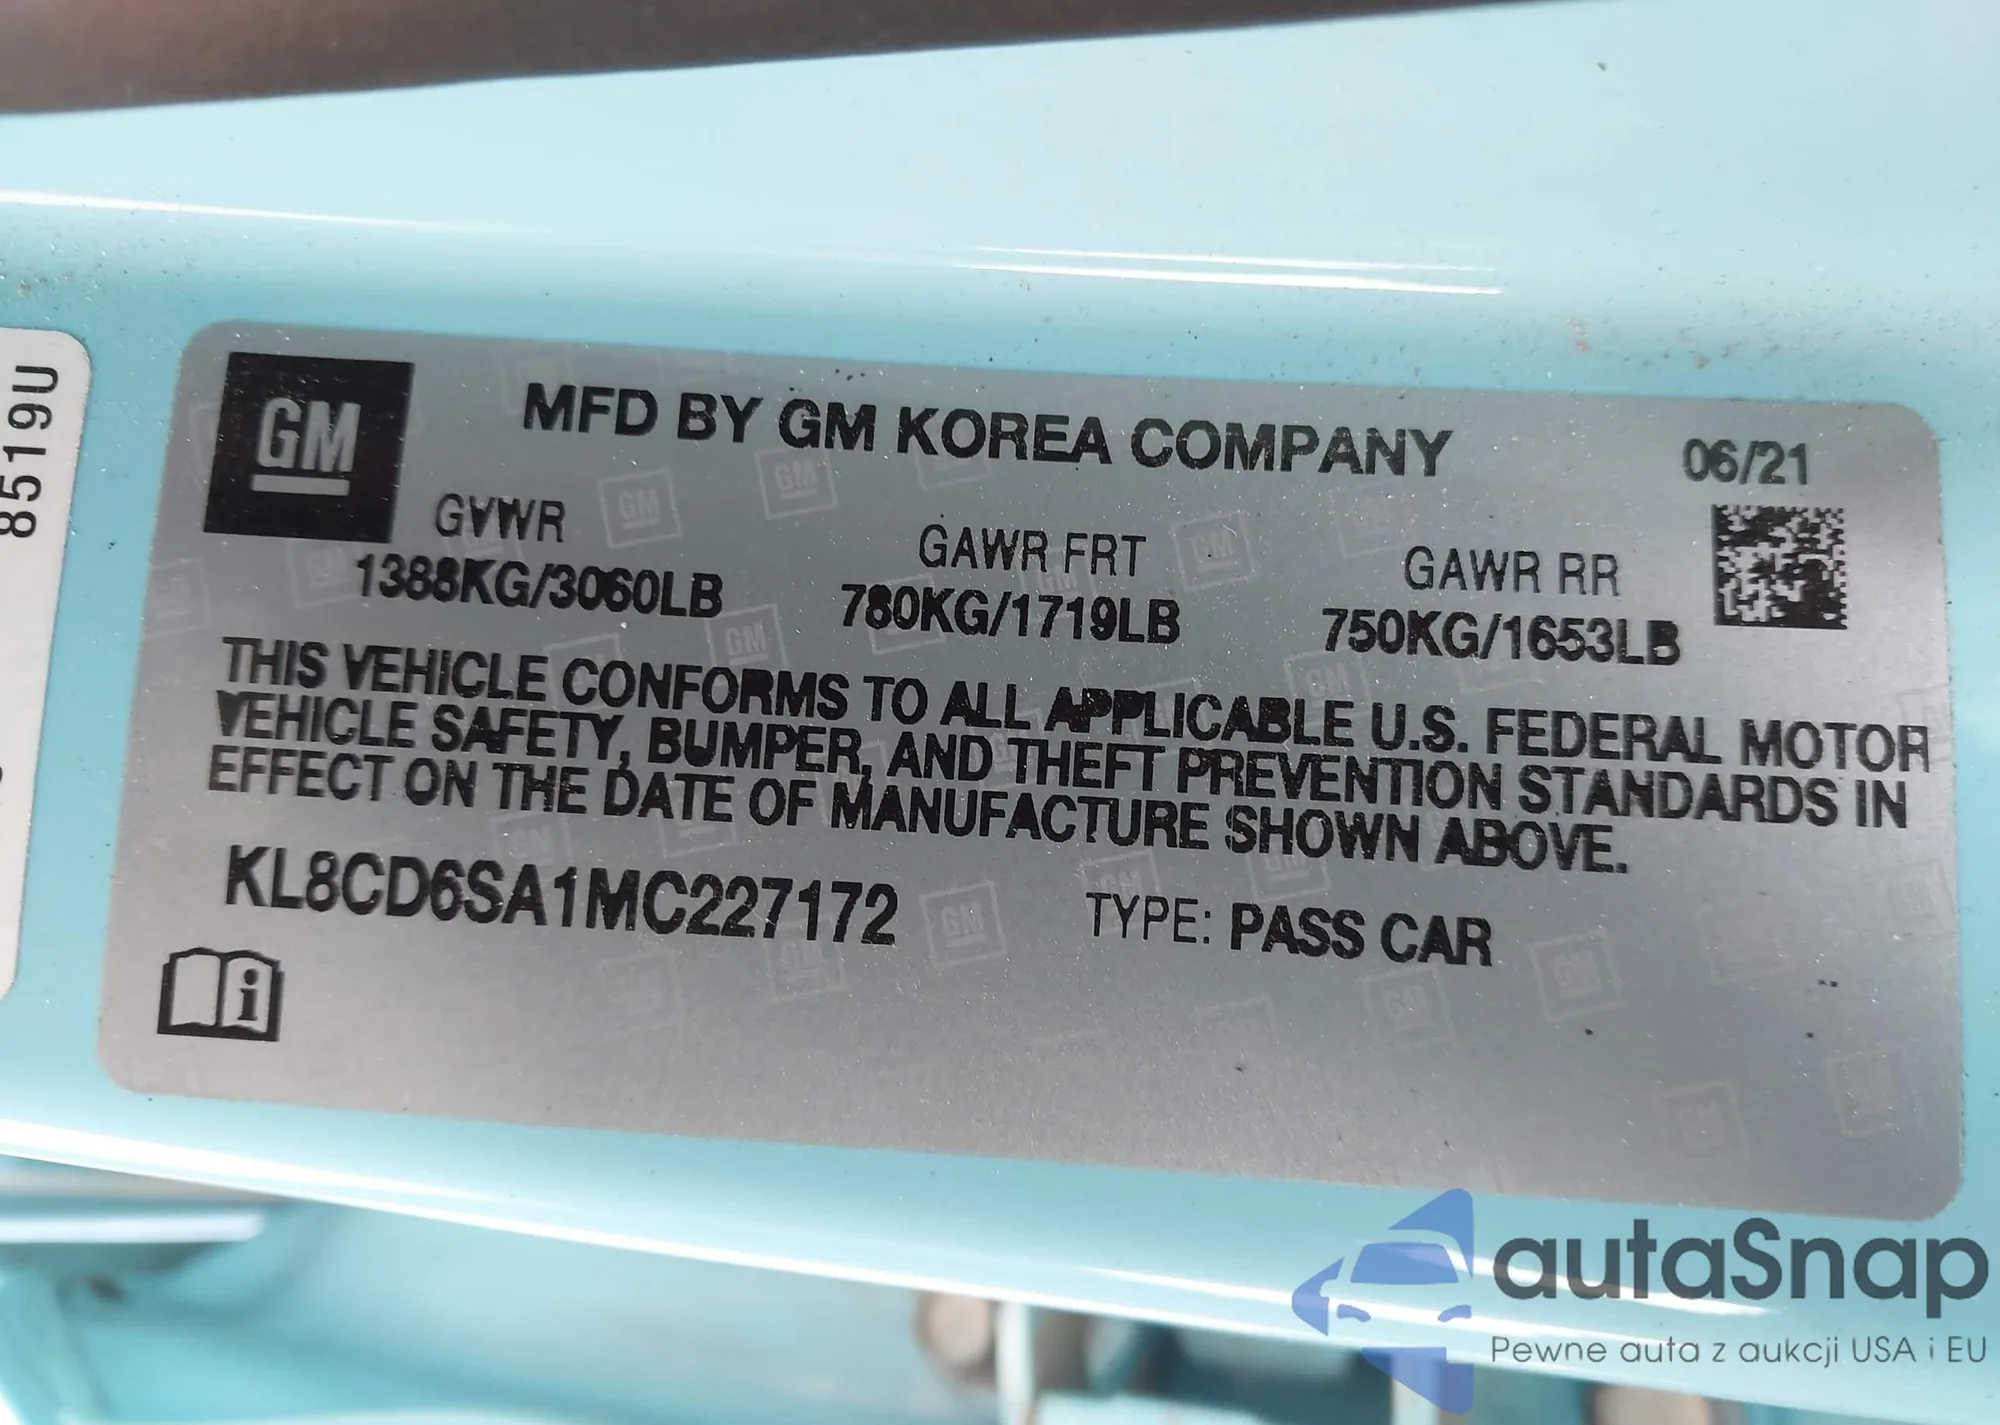 8519U
GM
MFD BY GM KOREA COMPANY
06/21
GVWR
GAWR FRT
GAWR RR
1388KG/3060LB
780KG/1719LB
750KG/1653LB
THIS VEHICLE CONFORMS TO ALL APPLICABLE U.S. FEDERAL MOTOR
VEHICLE SAFETY, BUMPER, AND THEFT PREVENTION STANDARDS IN
EFFECT ON THE DATE OF MANUFACTURE SHOWN ABOVE.
KL8CD6SA1MC227172
TYPE: PASS CAR
autaSnap
Pewne auta z aukcji USA i EU